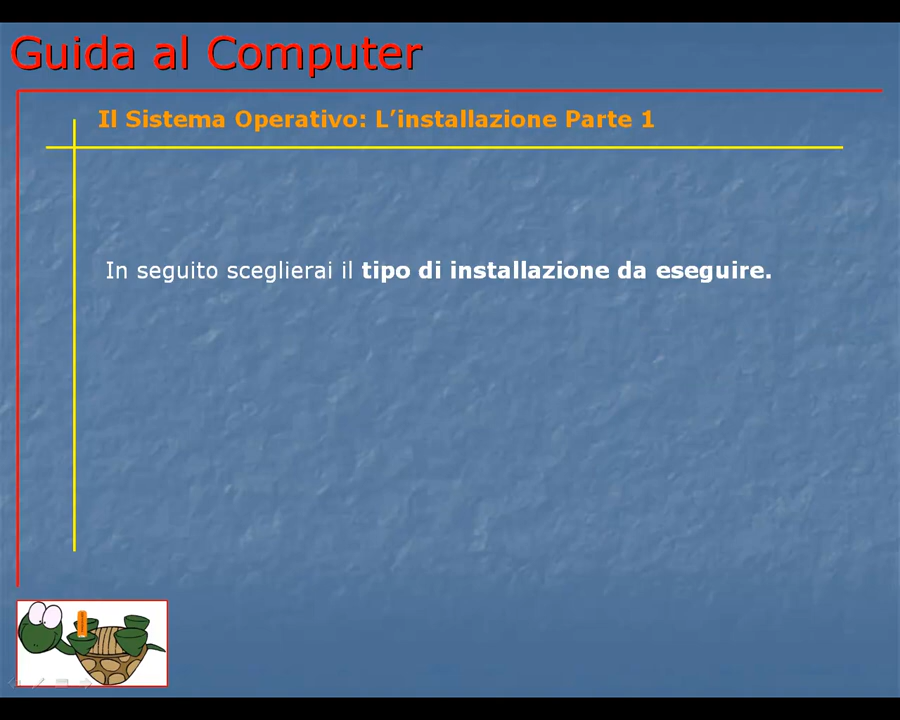 Guida al Computer
Il Sistema Operativo: L’installazione Parte 1
In seguito sceglierai il tipo di installazione da eseguire.